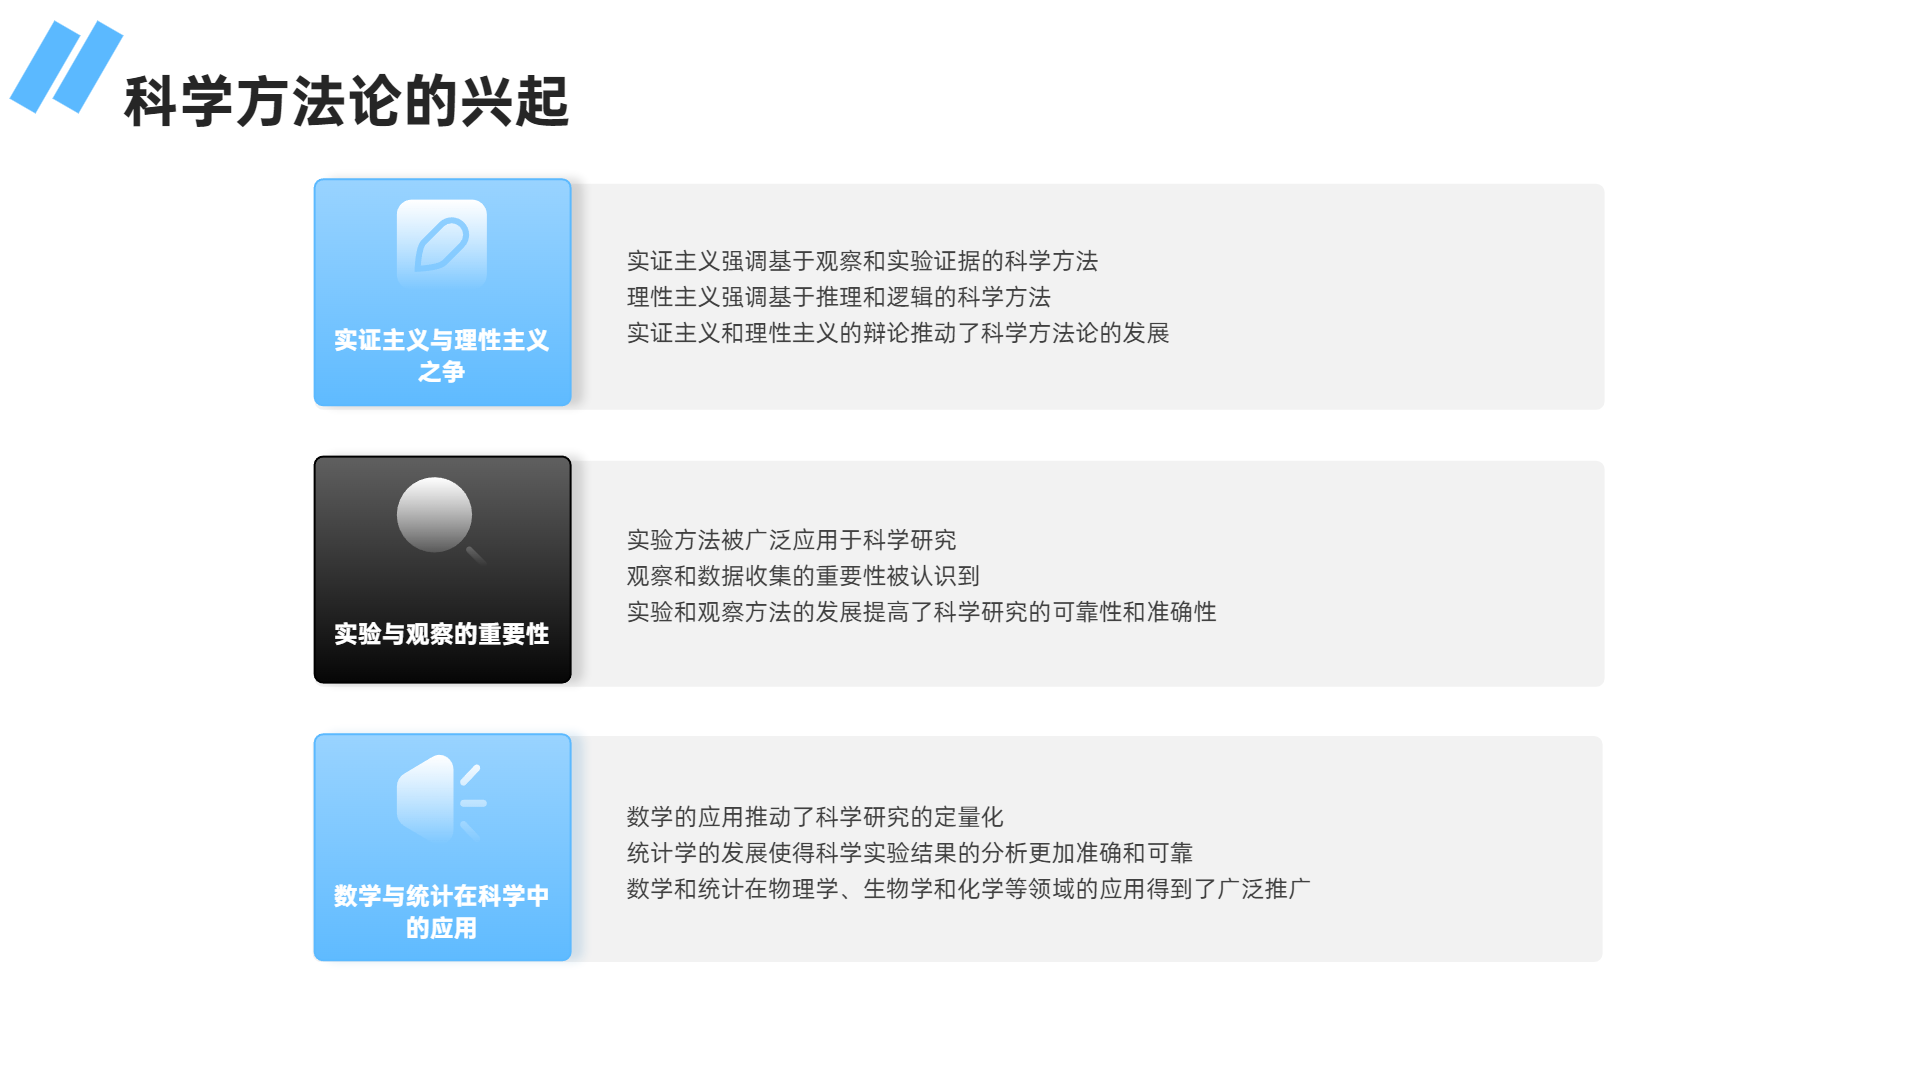 科学方法论的兴起
实证主义与理性主义
之争
实证主义强调基于观察和实验证据的科学方法
理性主义强调基于推理和逻辑的科学方法
实证主义和理性主义的辩论推动了科学方法论的发展
实验与观察的重要性
实验方法被广泛应用于科学研究
观察和数据收集的重要性被认识到
实验和观察方法的发展提高了科学研究的可靠性和准确性
数学与统计在科学中
的应用
数学的应用推动了科学研究的定量化
统计学的发展使得科学实验结果的分析更加准确和可靠
数学和统计在物理学、生物学和化学等领域的应用得到了广泛推广